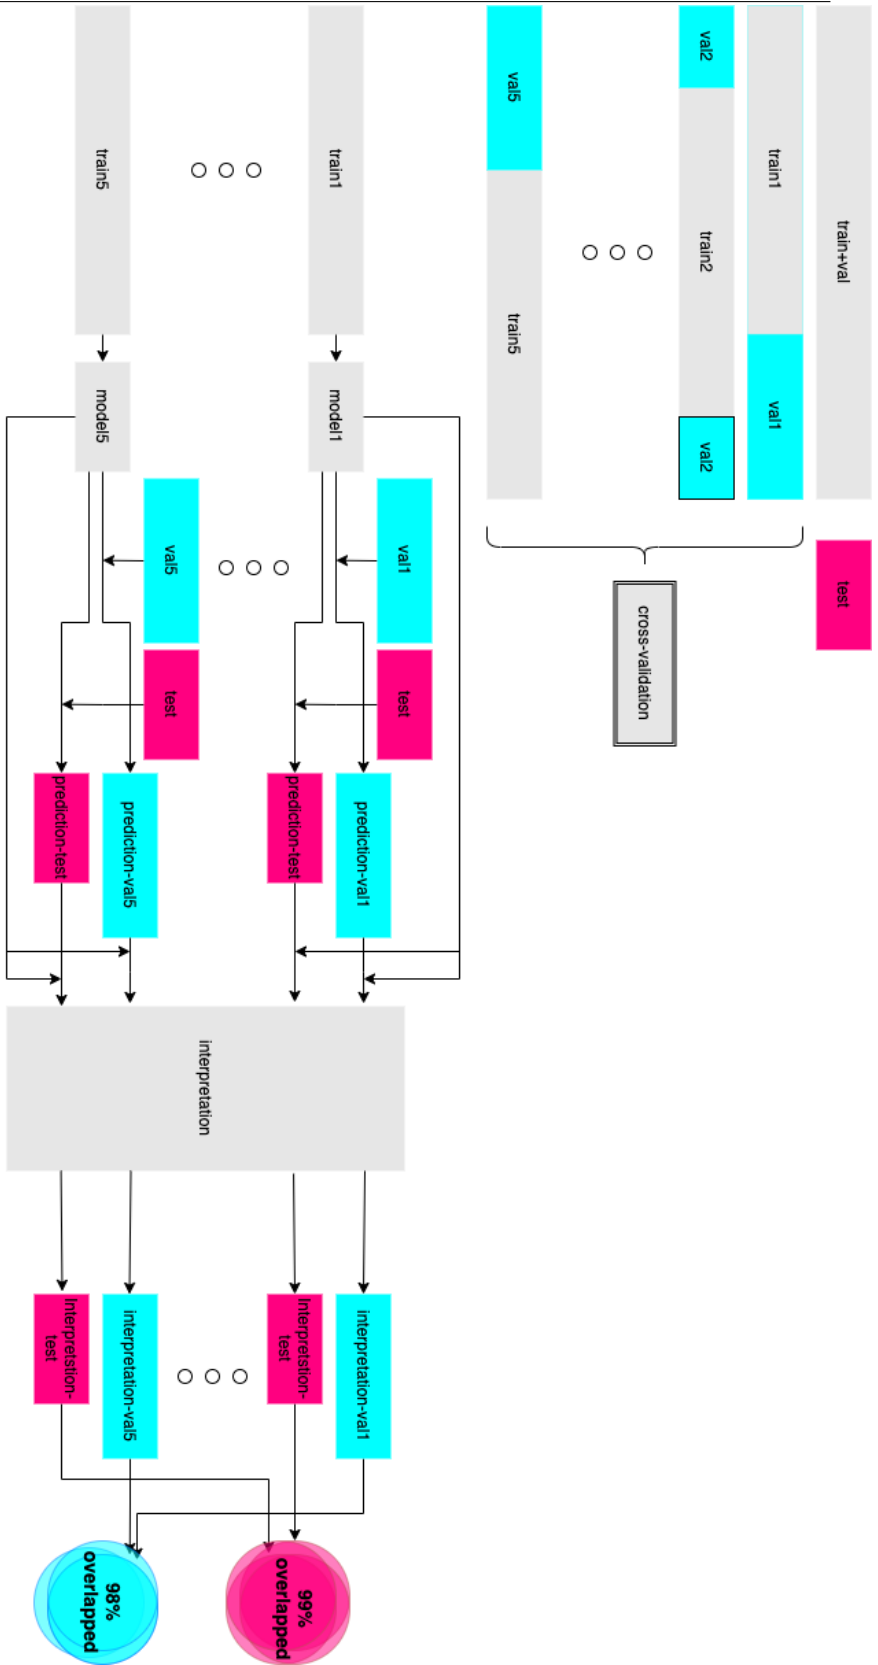 train+val
test
train1
val1
val2
train2
val2
val5
train5
cross-validation
train1
model1
val1
test
prediction-val1
prediction-test
train5
model5
val5
test
prediction-val5
prediction-test
interpretation
interpretation-val1
Interpretstion-
test
interpretation-val5
Interpretstion-
test
99%
overlapped
98%
overlapped